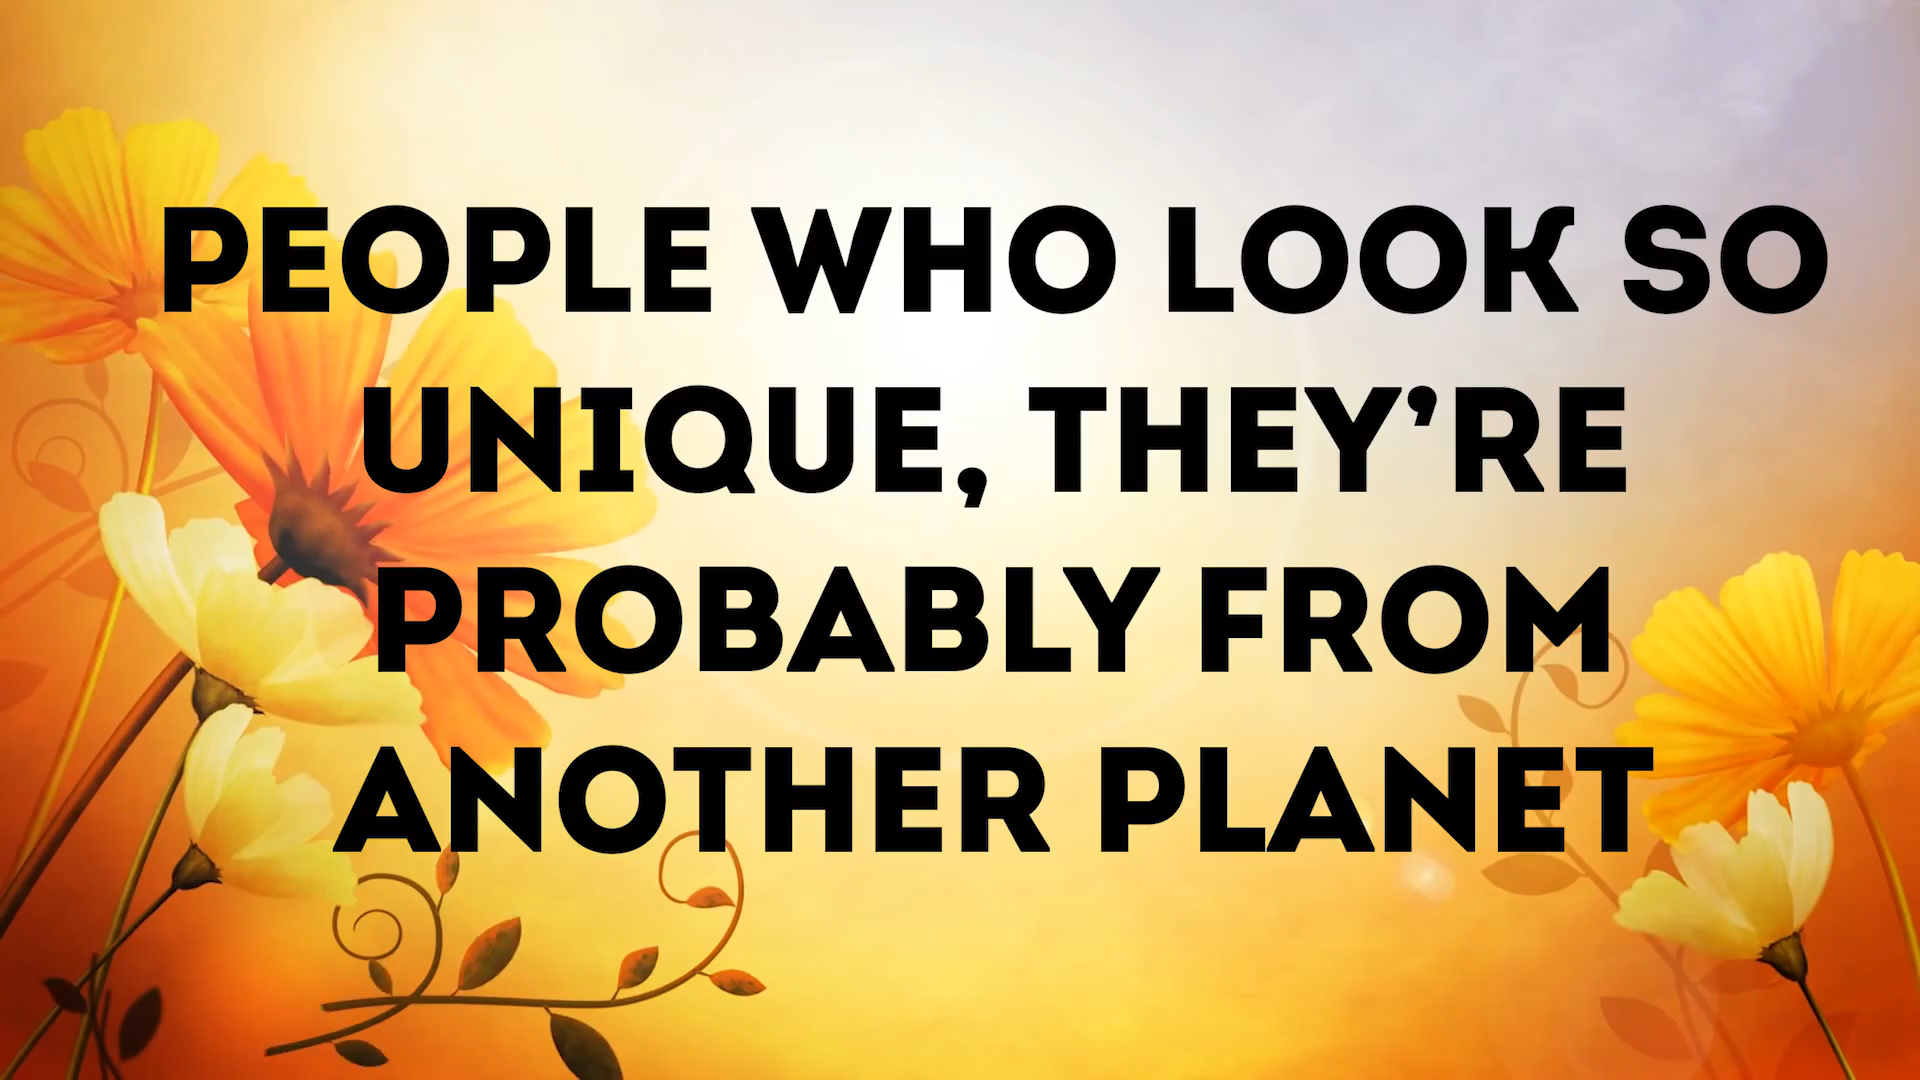 PEOPLE WHO LOOK SO
UNIQUE, THEY’RE
PROBABLY FROM
ANOTHER PLANET